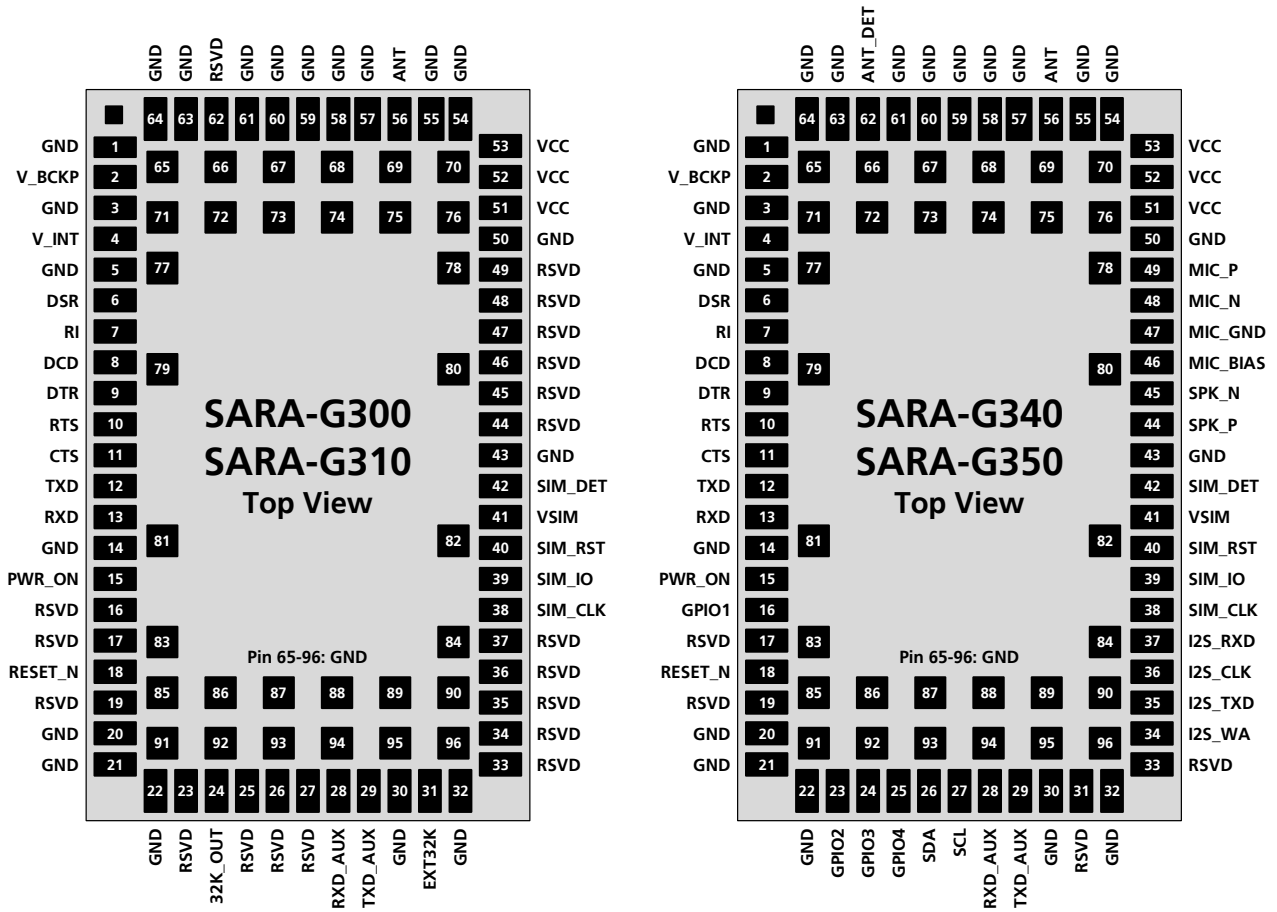 GND GND RSVD GND GND GND GND GND ANT GND GND
64 63 62 61 60 59 58 57 56 55 54
GND 1 65 66 67 68 69 70 53 VCC
V_BCKP 2 52 VCC
GND 3 71 72 73 74 75 76 51 VCC
V_INT 4 50 GND
GND 5 77 78 49 RSVD
DSR 6 48 RSVD
RI 7 47 RSVD
DCD 8 79 80 46 RSVD
DTR 9 45 RSVD
RTS 10 SARA-G300 44 RSVD
CTS 11 SARA-G310 43 GND
TXD 12 Top View 42 SIM_DET
RXD 13 41 VSIM
GND 14 81 82 40 SIM_RST
PWR_ON 15 39 SIM_IO
RSVD 16 38 SIM_CLK
RSVD 17 83 84 37 RSVD
Pin 65-96: GND
RESET_N 18 36 RSVD
RSVD 19 85 86 87 88 89 90 35 RSVD
GND 20 91 92 93 94 95 96 34 RSVD
GND 21 33 RSVD
22 23 24 25 26 27 28 29 30 31 32
GND RSVD 32K_OUT RSVD RSVD RSVD RXD_AUX TXD_AUX GND EXT32K GND
GND GND ANT_DET GND GND GND GND GND ANT GND GND
64 63 62 61 60 59 58 57 56 55 54
GND 1 65 66 67 68 69 70 53 VCC
V_BCKP 2 52 VCC
GND 3 71 72 73 74 75 76 51 VCC
V_INT 4 50 GND
GND 5 77 78 49 MIC_P
DSR 6 48 MIC_N
RI 7 47 MIC_GND
DCD 8 79 80 46 MIC_BIAS
DTR 9 45 SPK_N
RTS 10 SARA-G340 44 SPK_P
CTS 11 SARA-G350 43 GND
TXD 12 Top View 42 SIM_DET
RXD 13 41 VSIM
GND 14 81 82 40 SIM_RST
PWR_ON 15 39 SIM_IO
GPIO1 16 38 SIM_CLK
RSVD 17 83 84 37 I2S_RXD
Pin 65-96: GND
RESET_N 18 36 I2S_CLK
RSVD 19 85 86 87 88 89 90 35 I2S_TXD
GND 20 91 92 93 94 95 96 34 I2S_WA
GND 21 33 RSVD
22 23 24 25 26 27 28 29 30 31 32
GND GPIO2 GPIO3 GPIO4 SDA SCL RXD_AUX TXD_AUX GND RSVD GND